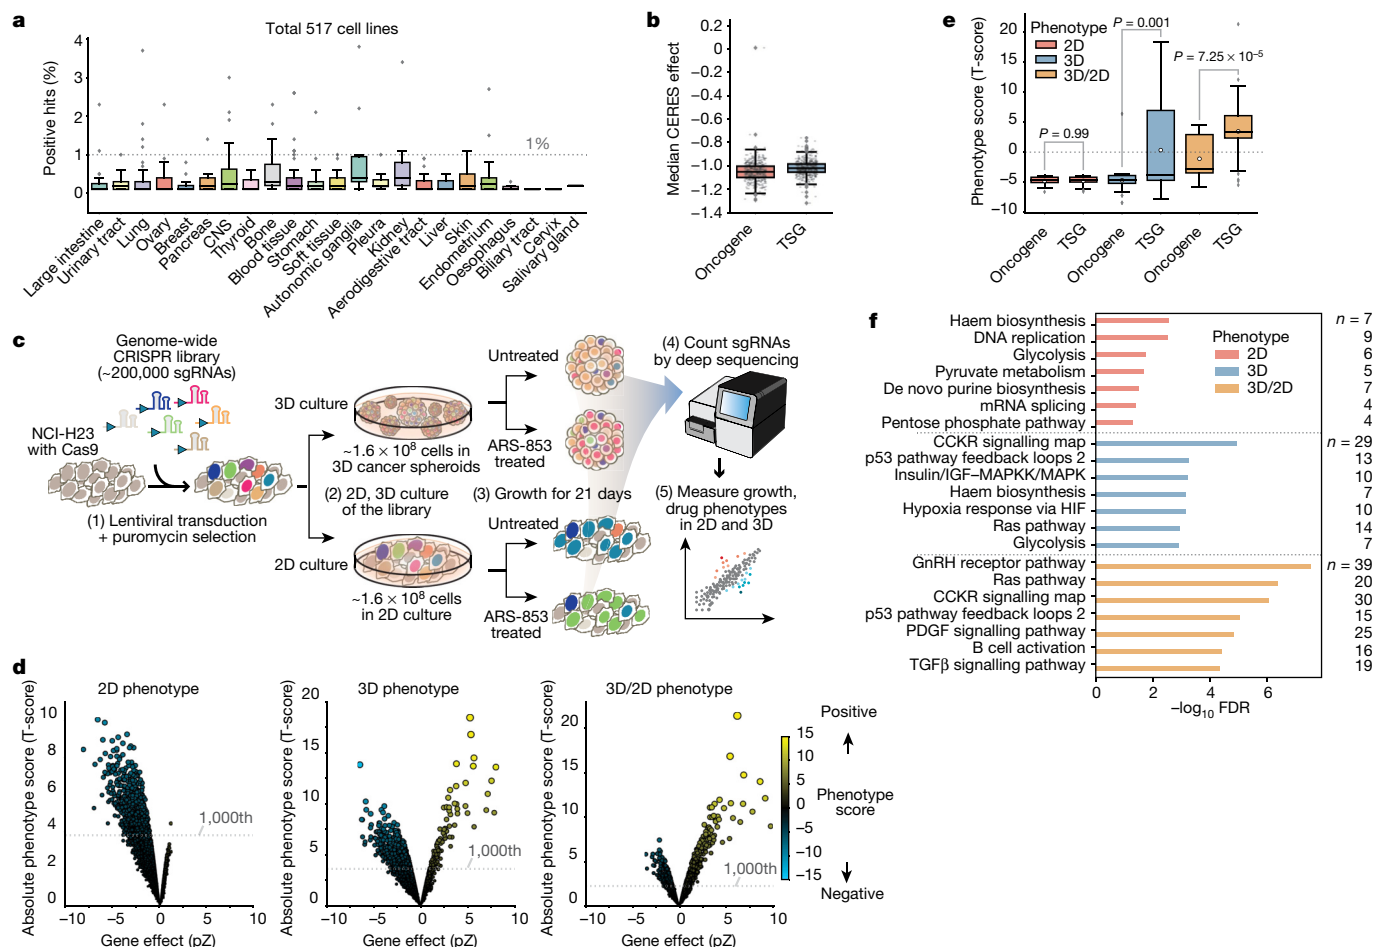 a
Total 517 cell lines
Positive hits (%)
4
3
2
1
0
1%
Large intestine
Urinary tract
Lung
Ovary
Breast
Pancreas
CNS
Thyroid
Bone
Blood tissue
Stomach
Soft tissue
Autonomic ganglia
Pleura
Kidney
Aerodigestive tract
Liver
Skin
Endometrium
Oesophagus
Biliary tract
Cervix
Salivary gland
b
Median CERES effect
0.2
0
−0.2
−0.4
−0.6
−0.8
−1.0
−1.2
−1.4
Oncogene
TSG
e
Phenotype score (T-score)
20
15
10
5
0
−5
−10
Phenotype
2D
3D
3D/2D
P = 0.99
P = 0.001
P = 7.25 × 10⁻⁵
Oncogene
TSG
Oncogene
TSG
Oncogene
TSG
c
Genome-wide
CRISPR library
(~200,000 sgRNAs)
NCI-H23
with Cas9
(1) Lentiviral transduction
+ puromycin selection
3D culture
~1.6 × 10⁸ cells in
3D cancer spheroids
(2) 2D, 3D culture
of the library
2D culture
~1.6 × 10⁸ cells
in 2D culture
Untreated
ARS-853
treated
(3) Growth for 21 days
Untreated
ARS-853
treated
(4) Count sgRNAs
by deep sequencing
(5) Measure growth,
drug phenotypes
in 2D and 3D
f
Haem biosynthesis
DNA replication
Glycolysis
Pyruvate metabolism
De novo purine biosynthesis
mRNA splicing
Pentose phosphate pathway
CCKR signalling map
p53 pathway feedback loops 2
Insulin/IGF–MAPKK/MAPK
Haem biosynthesis
Hypoxia response via HIF
Ras pathway
Glycolysis
GnRH receptor pathway
Ras pathway
CCKR signalling map
p53 pathway feedback loops 2
PDGF signalling pathway
B cell activation
TGFβ signalling pathway
Phenotype
2D
3D
3D/2D
n = 7
9
6
5
7
4
4
n = 29
13
10
7
10
14
7
n = 39
20
30
15
25
16
19
0
2
4
6
−log₁₀ FDR
d
2D phenotype
Absolute phenotype score (T-score)
10
8
6
4
2
0
1,000th
−10
−5
0
5
10
Gene effect (pZ)
3D phenotype
Absolute phenotype score (T-score)
20
15
10
5
0
1,000th
−10
−5
0
5
10
Gene effect (pZ)
3D/2D phenotype
Absolute phenotype score (T-score)
20
15
10
5
0
1,000th
−10
−5
0
5
10
Gene effect (pZ)
Positive
15
10
5
0
−5
−10
−15
Phenotype
score
Negative